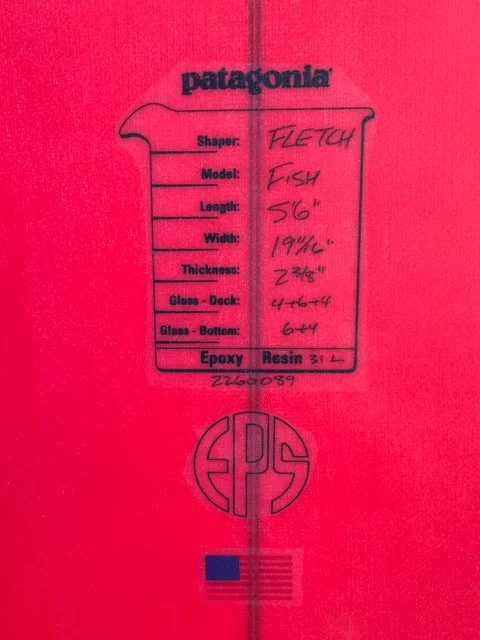 patagonia
Shaper: FLETCH
Model: FISH
Length: 5'6"
Width: 19 11/16"
Thickness: 2 3/8"
Glass - Deck: 4+6+4
Glass - Bottom: 6+4
Epoxy Resin 31 L
2260089
EPS